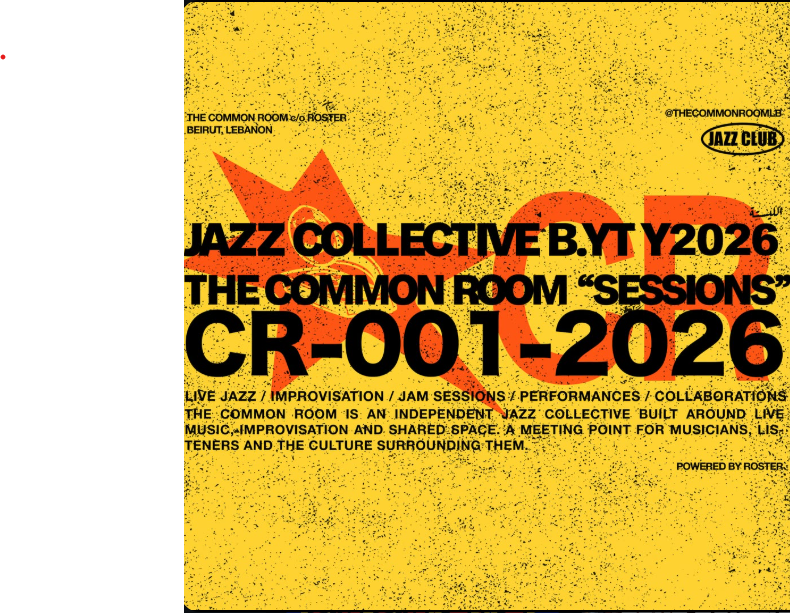 THE COMMON ROOM c/o ROSTER
BEIRUT, LEBANON
@THECOMMONROOMLB
JAZZ CLUB
JAZZ COLLECTIVE B.YT Y2026
THE COMMON ROOM “SESSIONS”
CR
CR-001-2026
LIVE JAZZ / IMPROVISATION / JAM SESSIONS / PERFORMANCES / COLLABORATIONS
THE COMMON ROOM IS AN INDEPENDENT JAZZ COLLECTIVE BUILT AROUND LIVE
MUSIC, IMPROVISATION AND SHARED SPACE. A MEETING POINT FOR MUSICIANS, LIS-
TENERS AND THE CULTURE SURROUNDING THEM.
POWERED BY ROSTER.